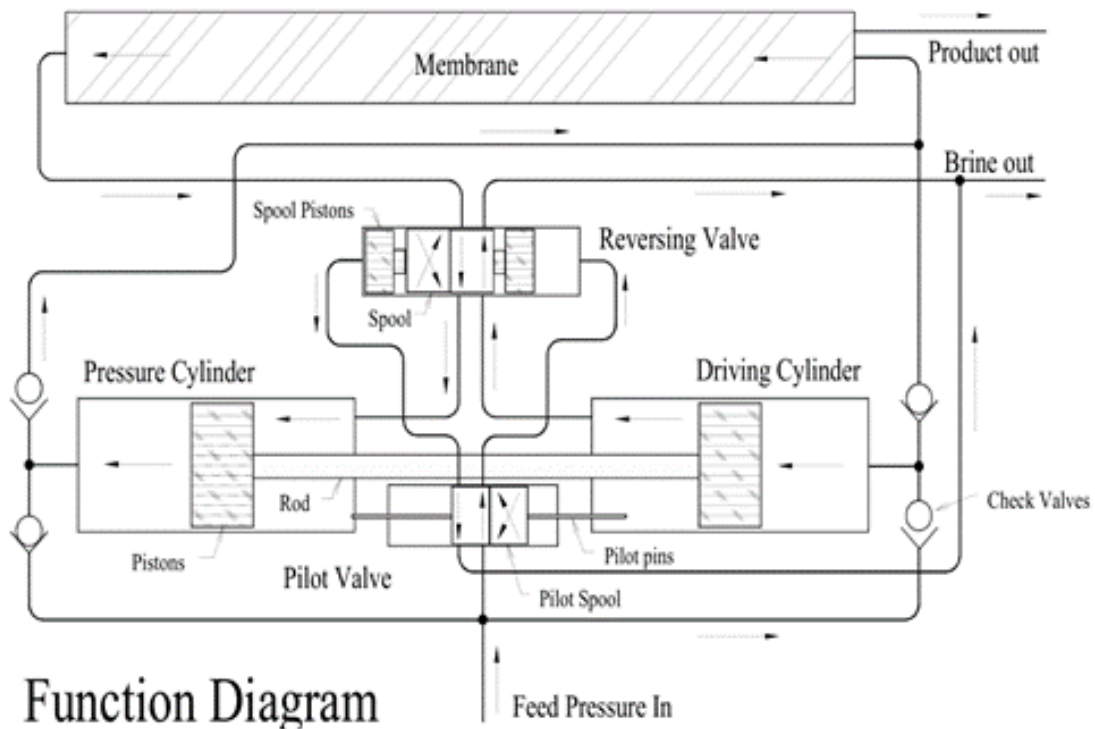 Membrane
Product out
Brine out
Spool Pistons
Reversing Valve
Spool
Pressure Cylinder
Driving Cylinder
Rod
Check Valves
Pistons
Pilot Valve
Pilot pins
Pilot Spool
Function Diagram
Feed Pressure In